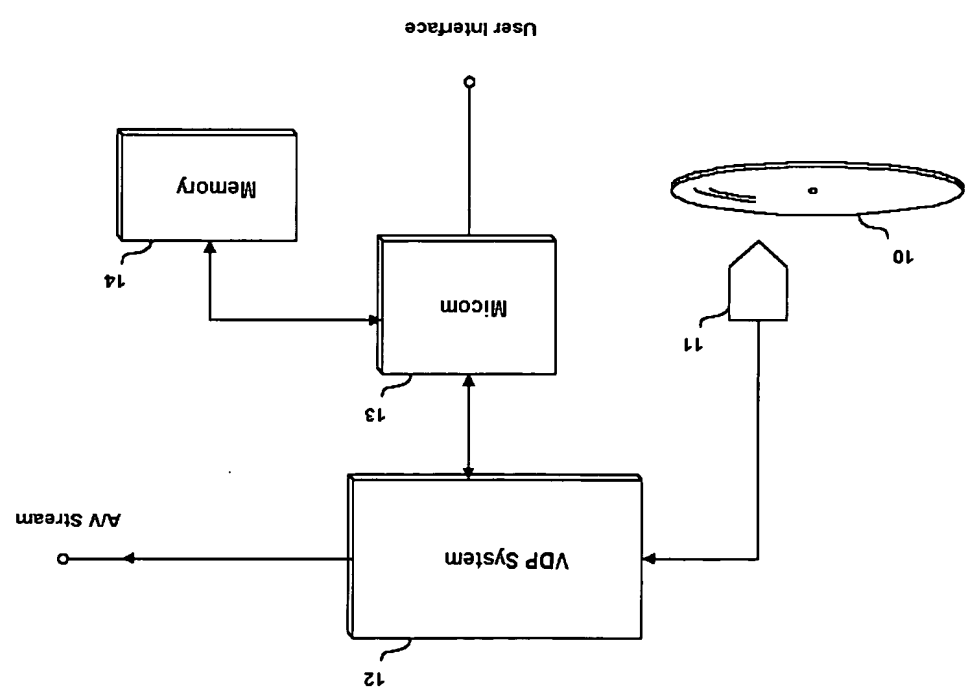 12
VDP System
A/V Stream
13
11
Micom
14
10
Memory
User Interface